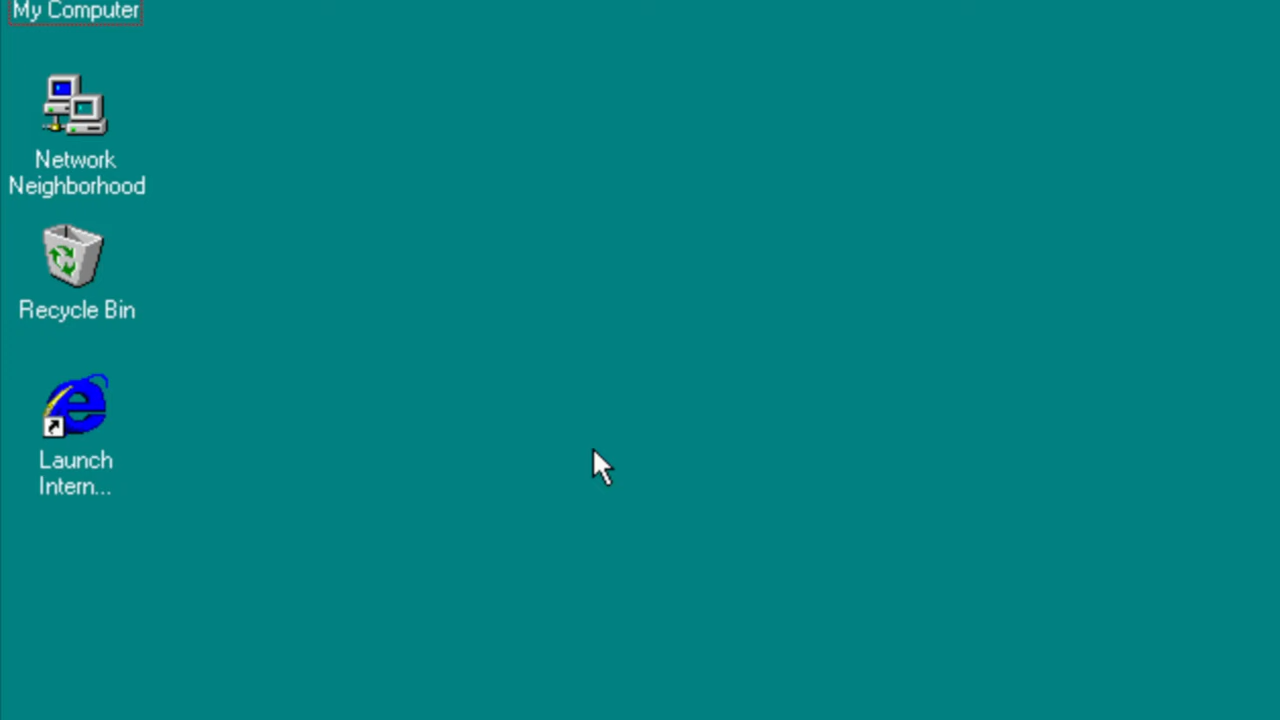 My Computer
Network
Neighborhood
Recycle Bin
Launch
Intern...